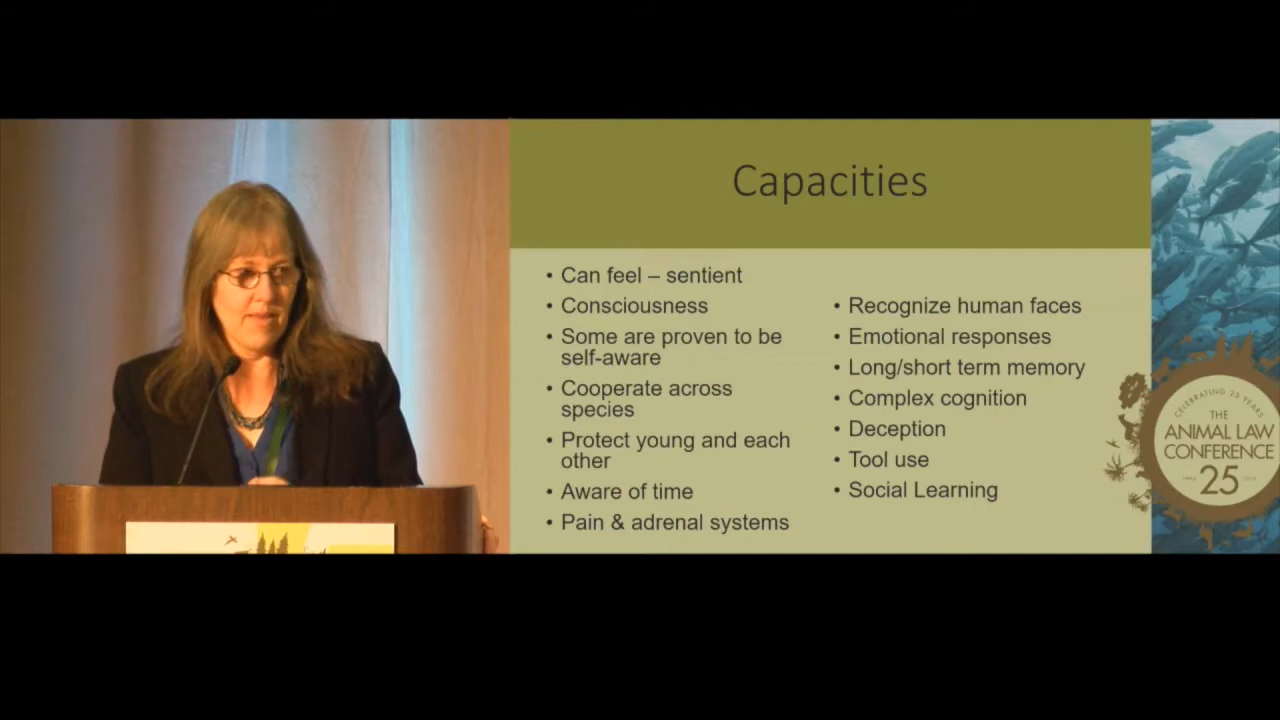 Capacities
• Can feel – sentient
• Consciousness
• Some are proven to be
self-aware
• Cooperate across
species
• Protect young and each
other
• Aware of time
• Pain & adrenal systems
• Recognize human faces
• Emotional responses
• Long/short term memory
• Complex cognition
• Deception
• Tool use
• Social Learning
CELEBRATING 25 YEARS
THE
ANIMAL LAW
CONFERENCE
25